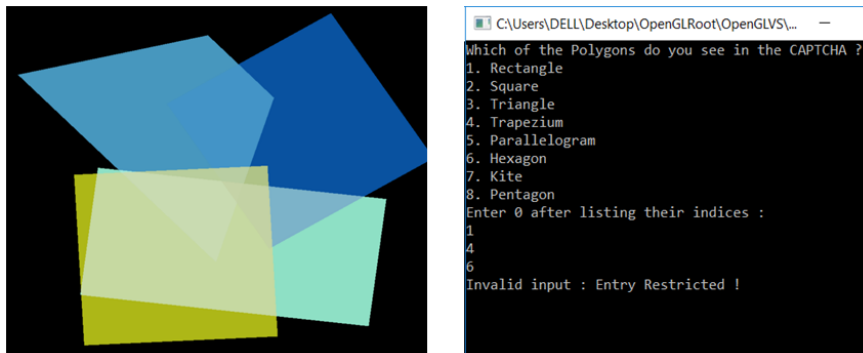 C:\Users\DELL\Desktop\OpenGLRoot\OpenGLVS\...
Which of the Polygons do you see in the CAPTCHA ?
1. Rectangle
2. Square
3. Triangle
4. Trapezium
5. Parallelogram
6. Hexagon
7. Kite
8. Pentagon
Enter 0 after listing their indices :
1
4
6
Invalid input : Entry Restricted !